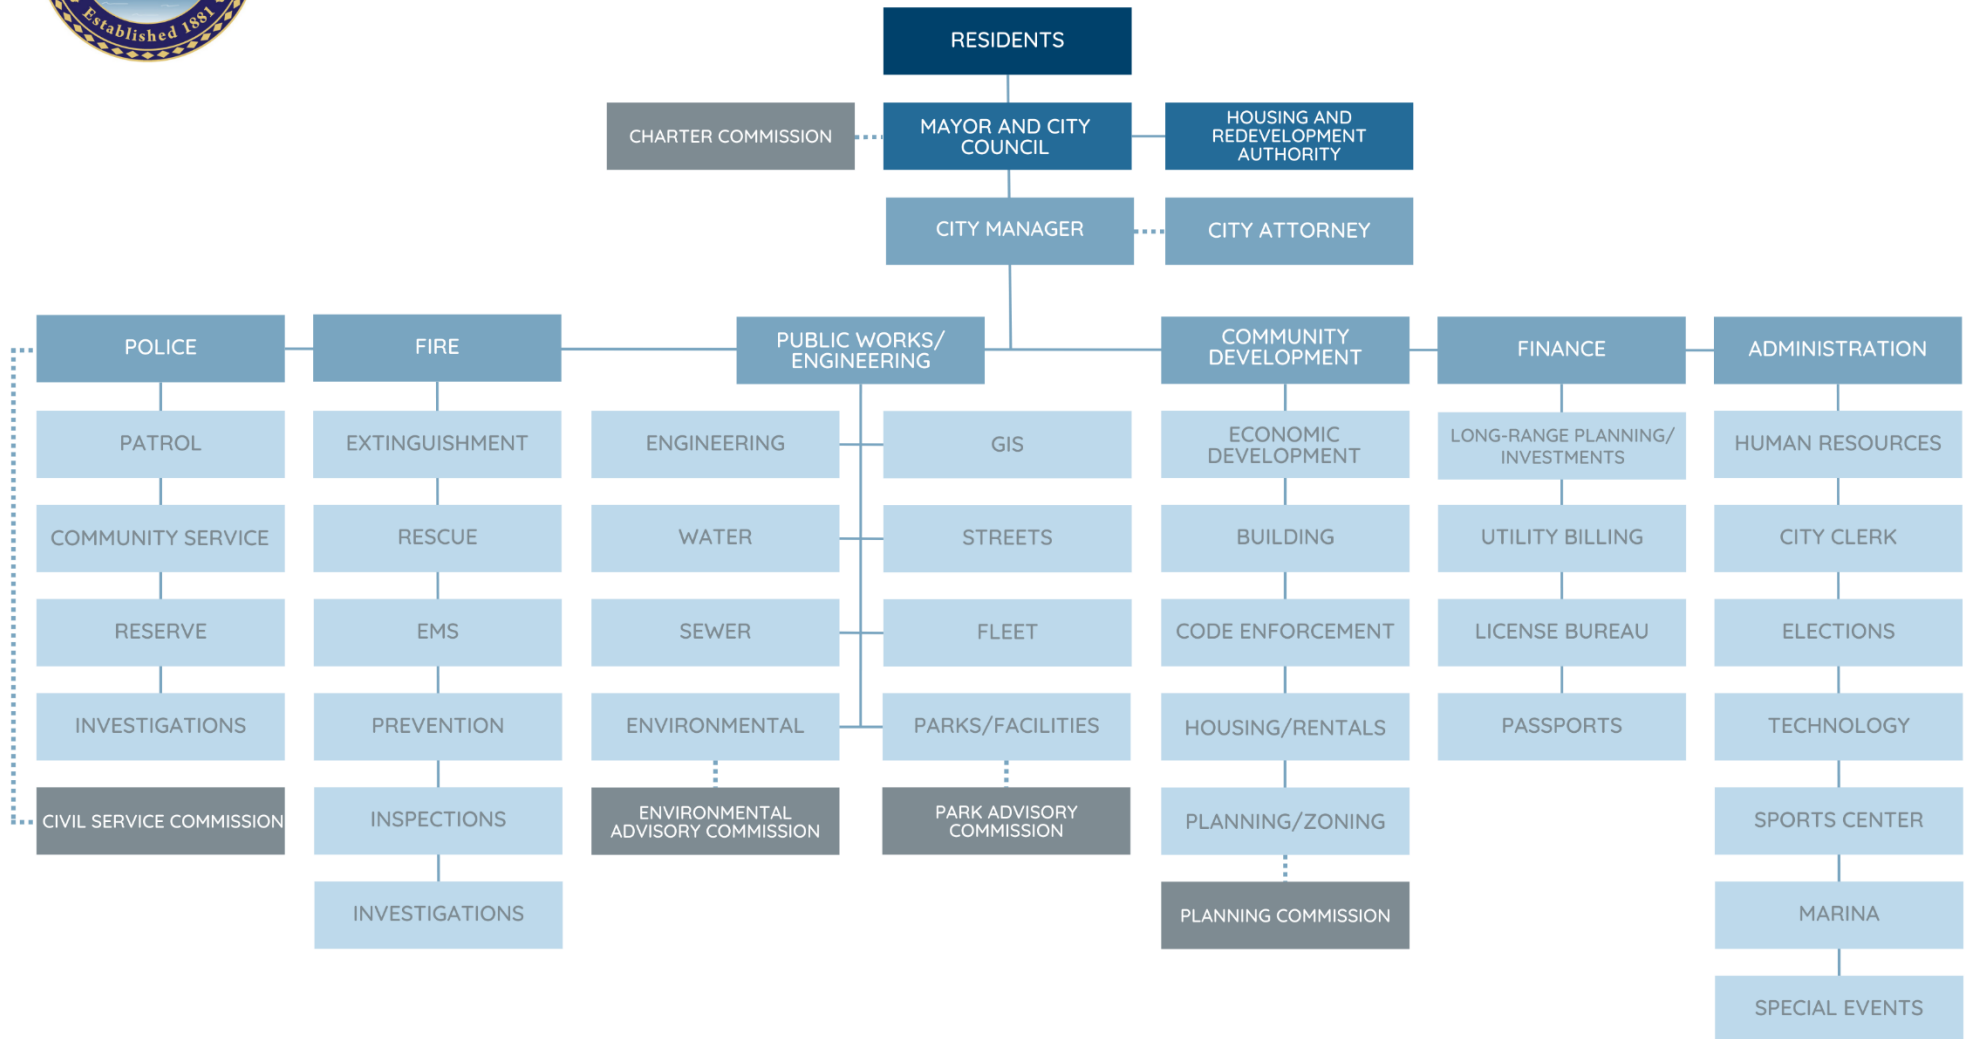 Established 1881
RESIDENTS
CHARTER COMMISSION
MAYOR AND CITY
COUNCIL
HOUSING AND
REDEVELOPMENT
AUTHORITY
CITY MANAGER
CITY ATTORNEY
POLICE
FIRE
PUBLIC WORKS/
ENGINEERING
COMMUNITY
DEVELOPMENT
FINANCE
ADMINISTRATION
PATROL
EXTINGUISHMENT
ENGINEERING
GIS
ECONOMIC
DEVELOPMENT
LONG-RANGE PLANNING/
INVESTMENTS
HUMAN RESOURCES
COMMUNITY SERVICE
RESCUE
WATER
STREETS
BUILDING
UTILITY BILLING
CITY CLERK
RESERVE
EMS
SEWER
FLEET
CODE ENFORCEMENT
LICENSE BUREAU
ELECTIONS
INVESTIGATIONS
PREVENTION
ENVIRONMENTAL
PARKS/FACILITIES
HOUSING/RENTALS
PASSPORTS
TECHNOLOGY
CIVIL SERVICE COMMISSION
INSPECTIONS
ENVIRONMENTAL
ADVISORY COMMISSION
PARK ADVISORY
COMMISSION
PLANNING/ZONING
SPORTS CENTER
INVESTIGATIONS
PLANNING COMMISSION
MARINA
SPECIAL EVENTS